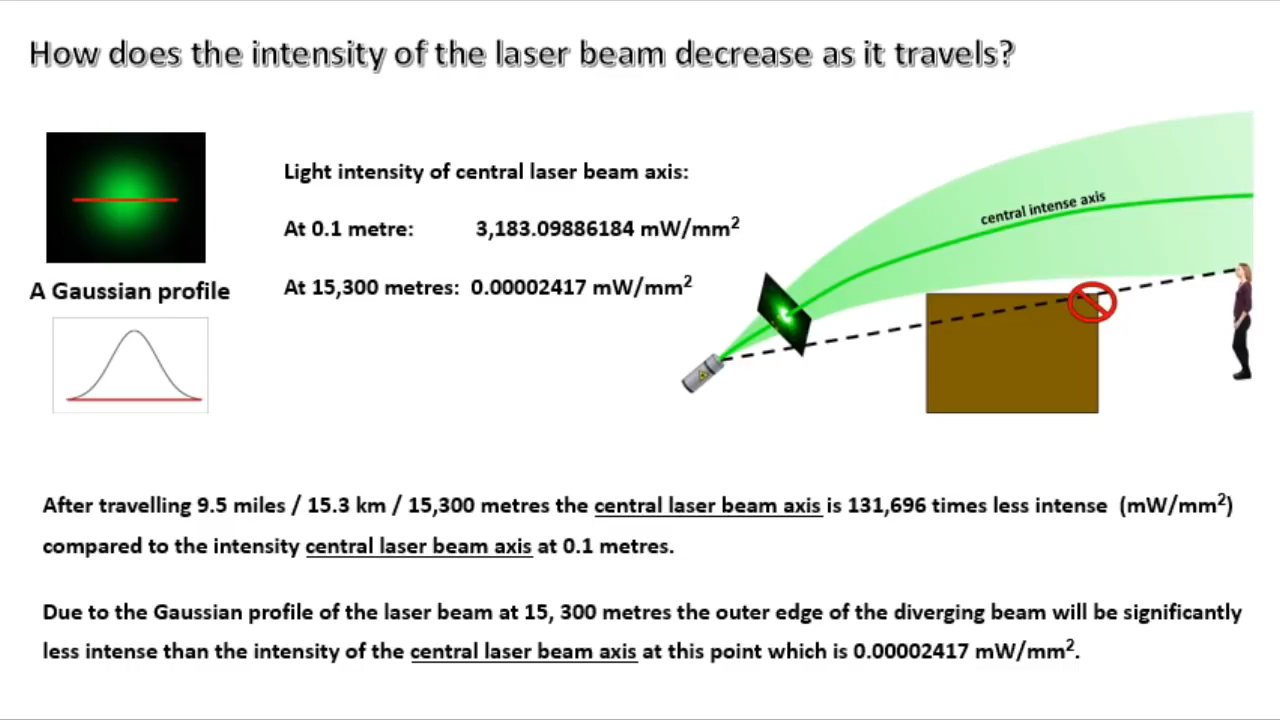 How does the intensity of the laser beam decrease as it travels?
Light intensity of central laser beam axis:
At 0.1 metre: 3,183.09886184 mW/mm²
At 15,300 metres: 0.00002417 mW/mm²
A Gaussian profile
central intense axis
After travelling 9.5 miles / 15.3 km / 15,300 metres the central laser beam axis is 131,696 times less intense (mW/mm²)
compared to the intensity central laser beam axis at 0.1 metres.
Due to the Gaussian profile of the laser beam at 15, 300 metres the outer edge of the diverging beam will be significantly
less intense than the intensity of the central laser beam axis at this point which is 0.00002417 mW/mm².